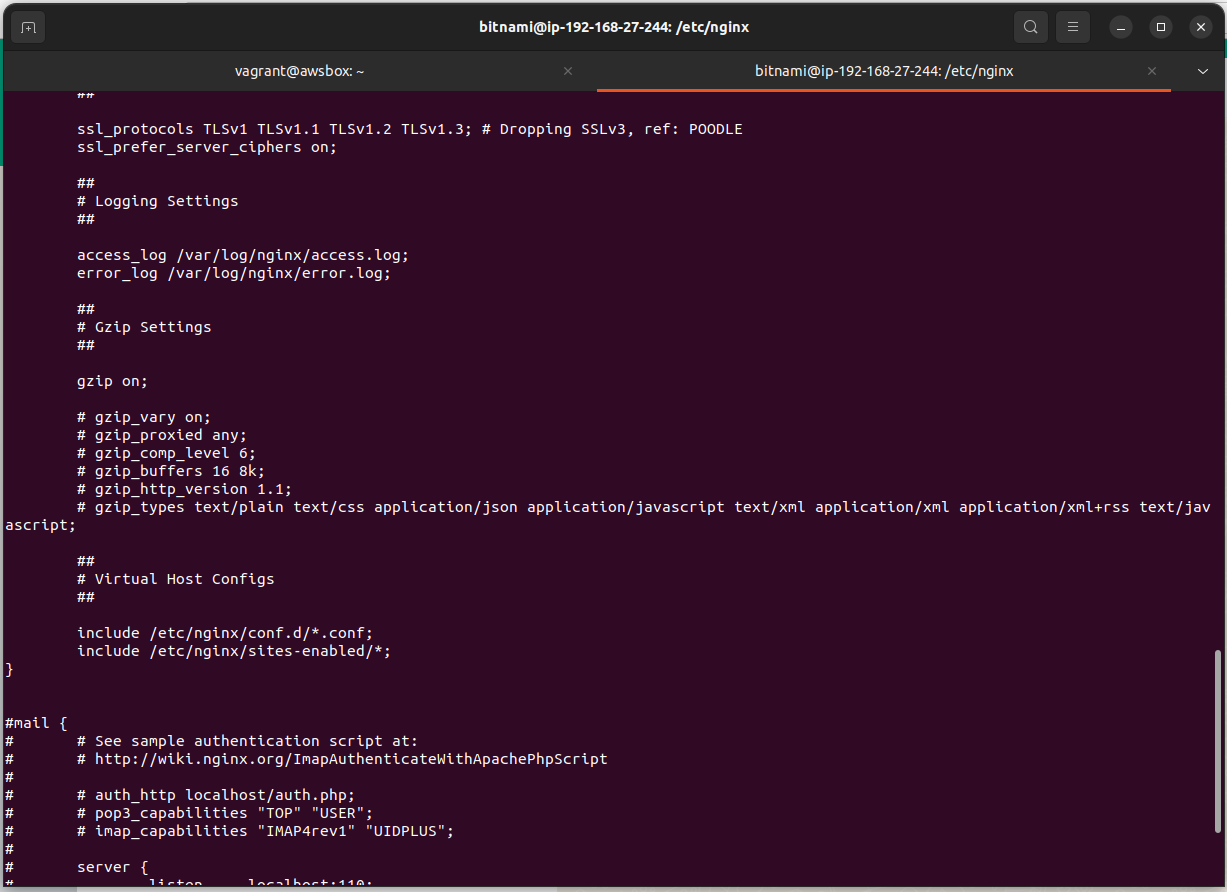 bitnami@ip-192-168-27-244: /etc/nginx
vagrant@awsbox: ~
bitnami@ip-192-168-27-244: /etc/nginx
##
ssl_protocols TLSv1 TLSv1.1 TLSv1.2 TLSv1.3; # Dropping SSLv3, ref: POODLE
ssl_prefer_server_ciphers on;
##
# Logging Settings
##
access_log /var/log/nginx/access.log;
error_log /var/log/nginx/error.log;
##
# Gzip Settings
##
gzip on;
# gzip_vary on;
# gzip_proxied any;
# gzip_comp_level 6;
# gzip_buffers 16 8k;
# gzip_http_version 1.1;
# gzip_types text/plain text/css application/json application/javascript text/xml application/xml application/xml+rss text/jav
ascript;
##
# Virtual Host Configs
##
include /etc/nginx/conf.d/*.conf;
include /etc/nginx/sites-enabled/*;
}
#mail {
#       # See sample authentication script at:
#       # http://wiki.nginx.org/ImapAuthenticateWithApachePhpScript
#
#       # auth_http localhost/auth.php;
#       # pop3_capabilities "TOP" "USER";
#       # imap_capabilities "IMAP4rev1" "UIDPLUS";
#
#       server {
#               listen     localhost:110;